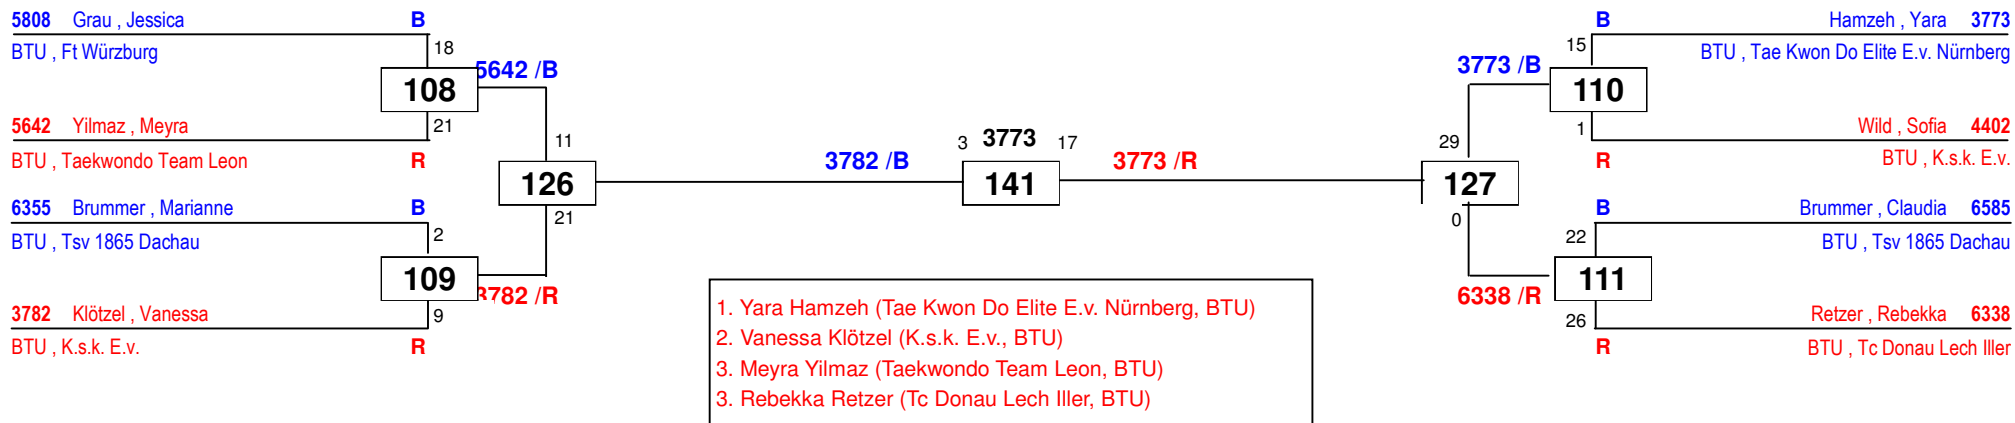 5808 Grau , Jessica B
BTU , Ft Würzburg
18
108
5642 /B
5642 Yilmaz , Meyra
21
BTU , Taekwondo Team Leon R
11
126
21
6355 Brummer , Marianne B
BTU , Tsv 1865 Dachau
2
109
3782 /R
3782 Klötzel , Vanessa
9
BTU , K.s.k. E.v. R
3782 /B
3 3773 17
141
3773 /R
B Hamzeh , Yara 3773
15
BTU , Tae Kwon Do Elite E.v. Nürnberg
3773 /B
110
1
Wild , Sofia 4402
R BTU , K.s.k. E.v.
29
127
0
B Brummer , Claudia 6585
22
BTU , Tsv 1865 Dachau
111
6338 /R
26
Retzer , Rebekka 6338
R BTU , Tc Donau Lech Iller
1. Yara Hamzeh (Tae Kwon Do Elite E.v. Nürnberg, BTU)
2. Vanessa Klötzel (K.s.k. E.v., BTU)
3. Meyra Yilmaz (Taekwondo Team Leon, BTU)
3. Rebekka Retzer (Tc Donau Lech Iller, BTU)